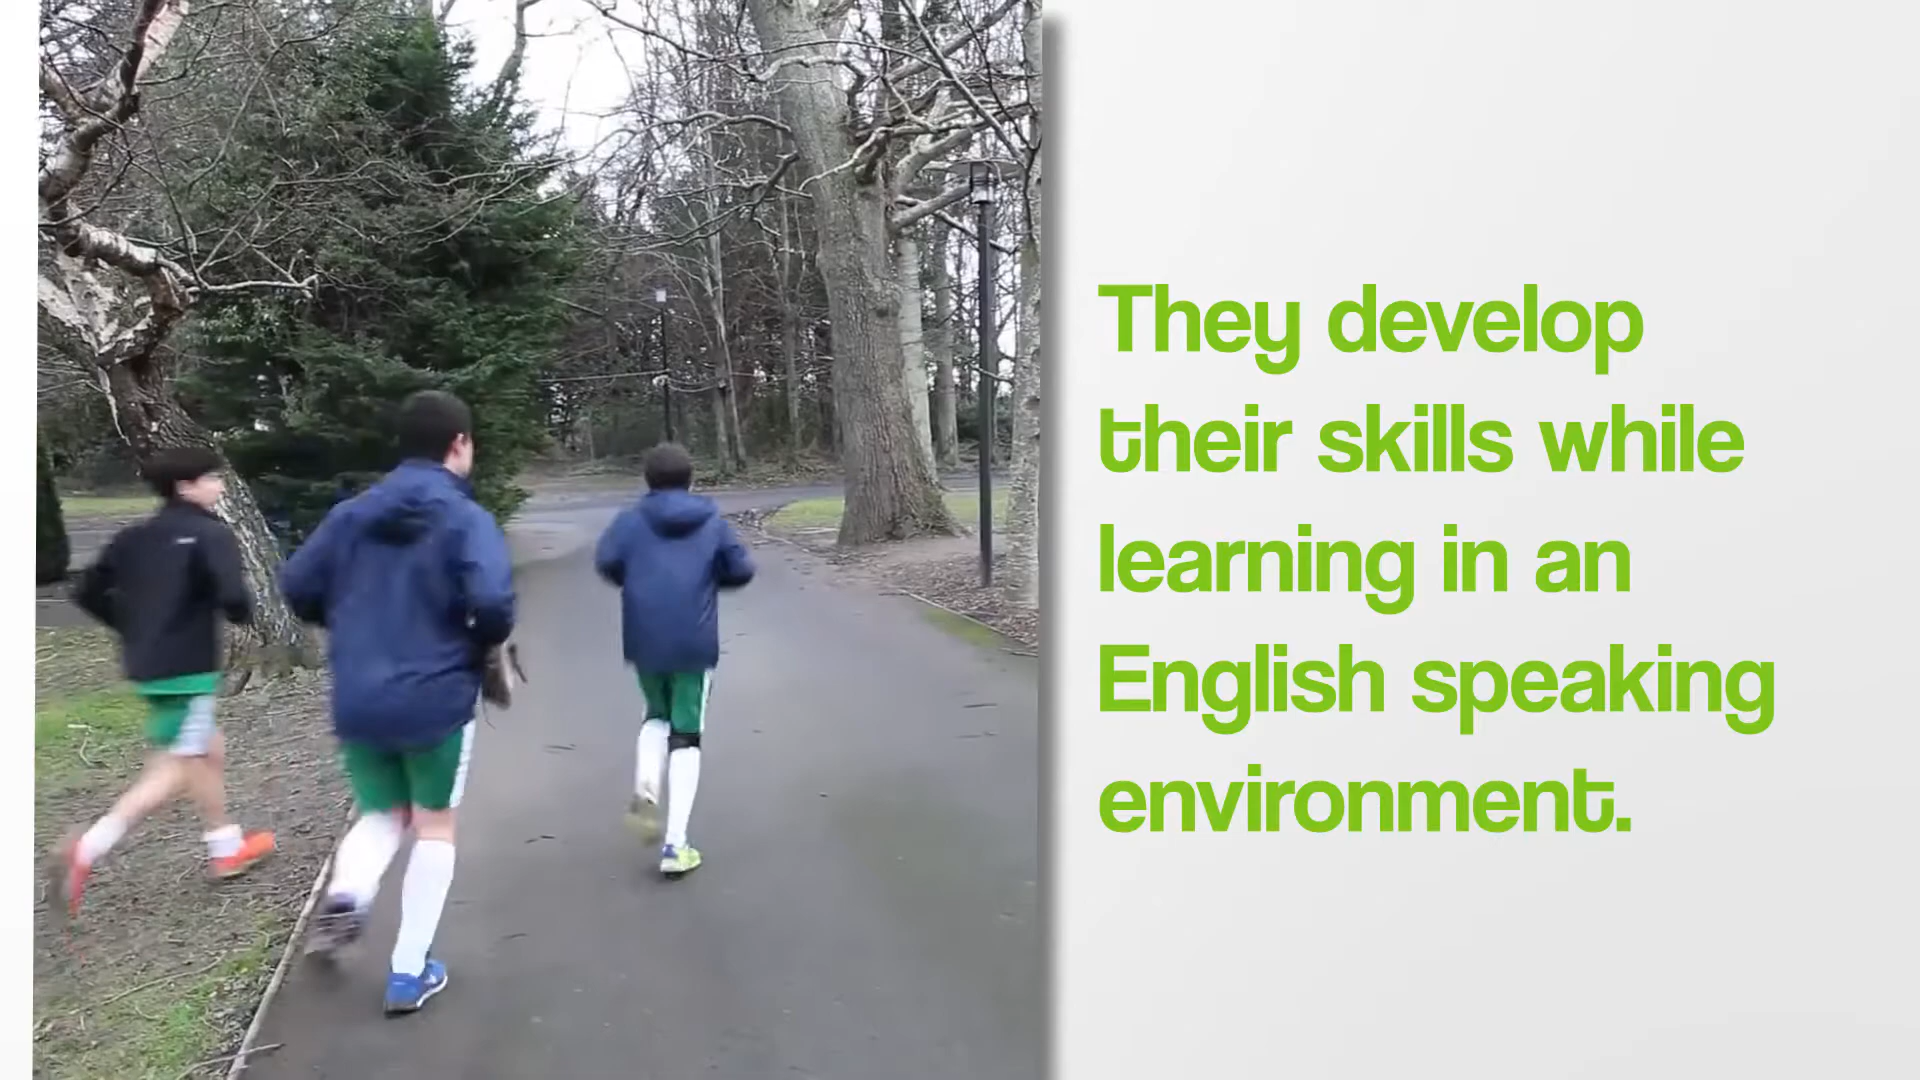 They develop
their skills while
learning in an
English speaking
environment.